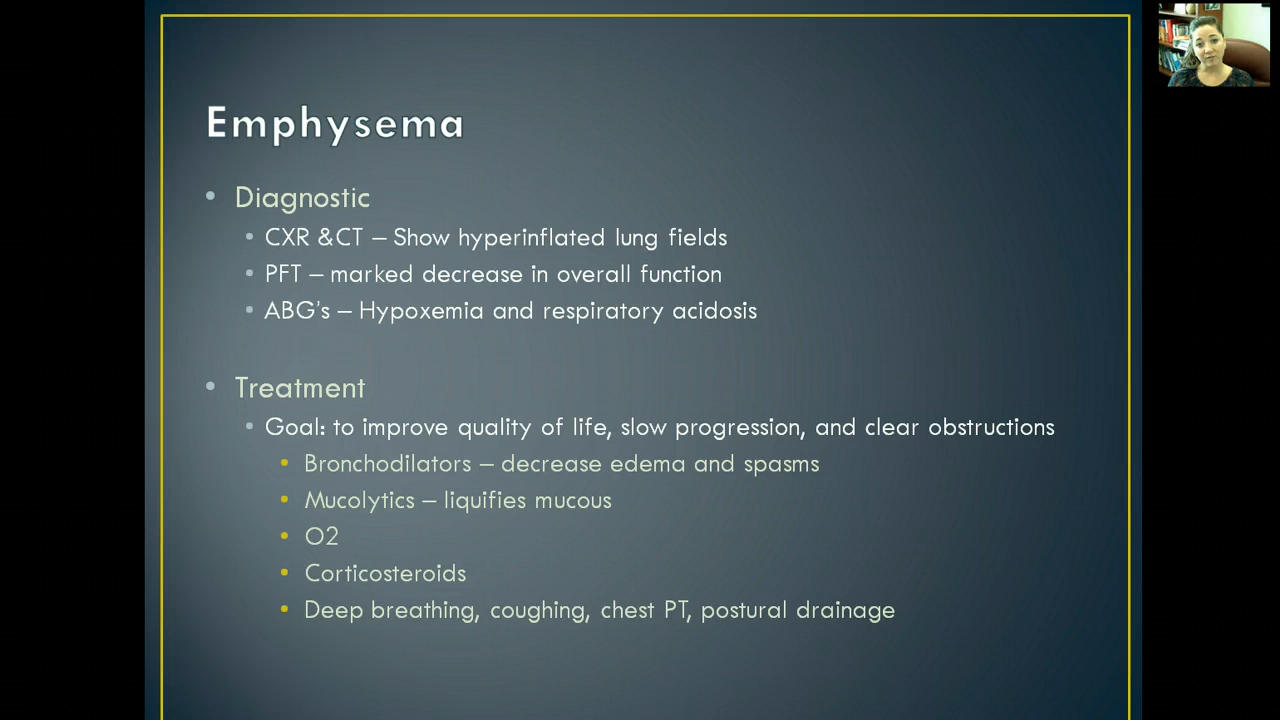 Emphysema
• Diagnostic
• CXR &CT – Show hyperinflated lung fields
• PFT – marked decrease in overall function
• ABG's – Hypoxemia and respiratory acidosis
• Treatment
• Goal: to improve quality of life, slow progression, and clear obstructions
• Bronchodilators – decrease edema and spasms
• Mucolytics – liquifies mucous
• O2
• Corticosteroids
• Deep breathing, coughing, chest PT, postural drainage